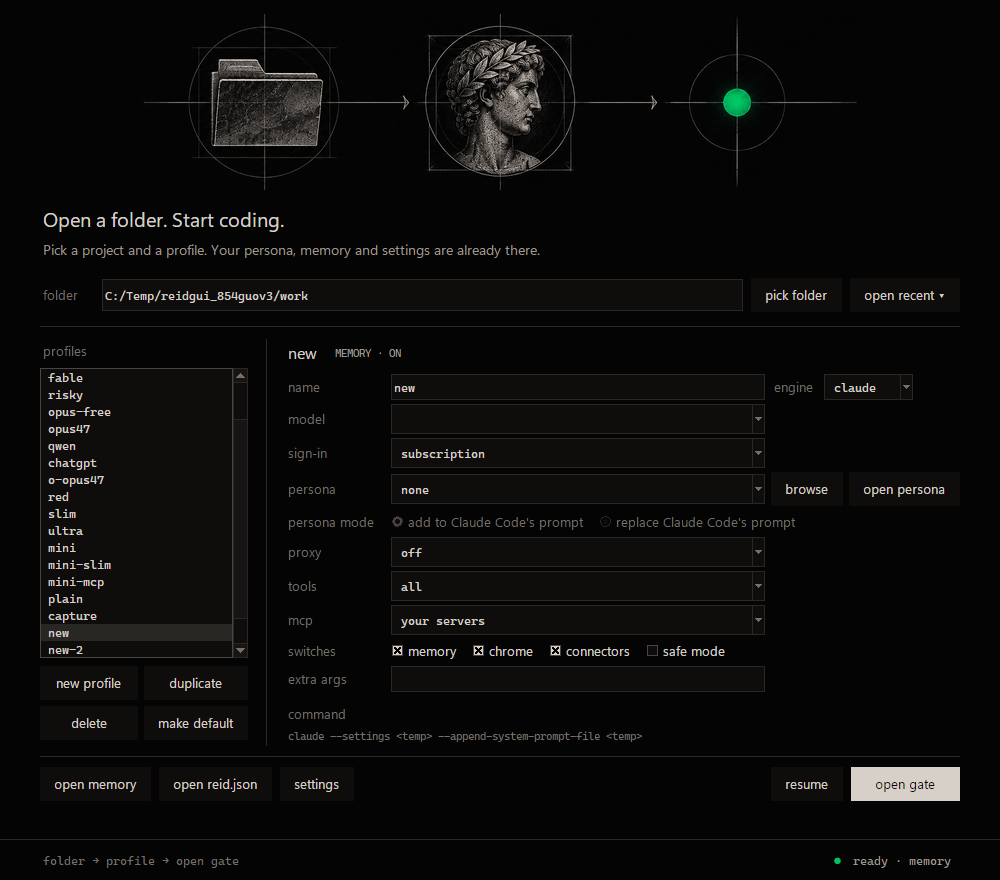 Open a folder. Start coding.
Pick a project and a profile. Your persona, memory and settings are already there.
folder C:/Temp/reidgui_854guov3/work pick folder open recent ▾
profiles
fable
risky
opus-free
opus47
qwen
chatgpt
o-opus47
red
slim
ultra
mini
mini-slim
mini-mcp
plain
capture
new
new-2
new profile duplicate
delete make default
new MEMORY · ON
name new engine claude
model
sign-in subscription
persona none browse open persona
persona mode add to Claude Code's prompt replace Claude Code's prompt
proxy off
tools all
mcp your servers
switches memory chrome connectors safe mode
extra args
command
claude --settings <temp> --append-system-prompt-file <temp>
open memory open reid.json settings resume open gate
folder → profile → open gate ready · memory